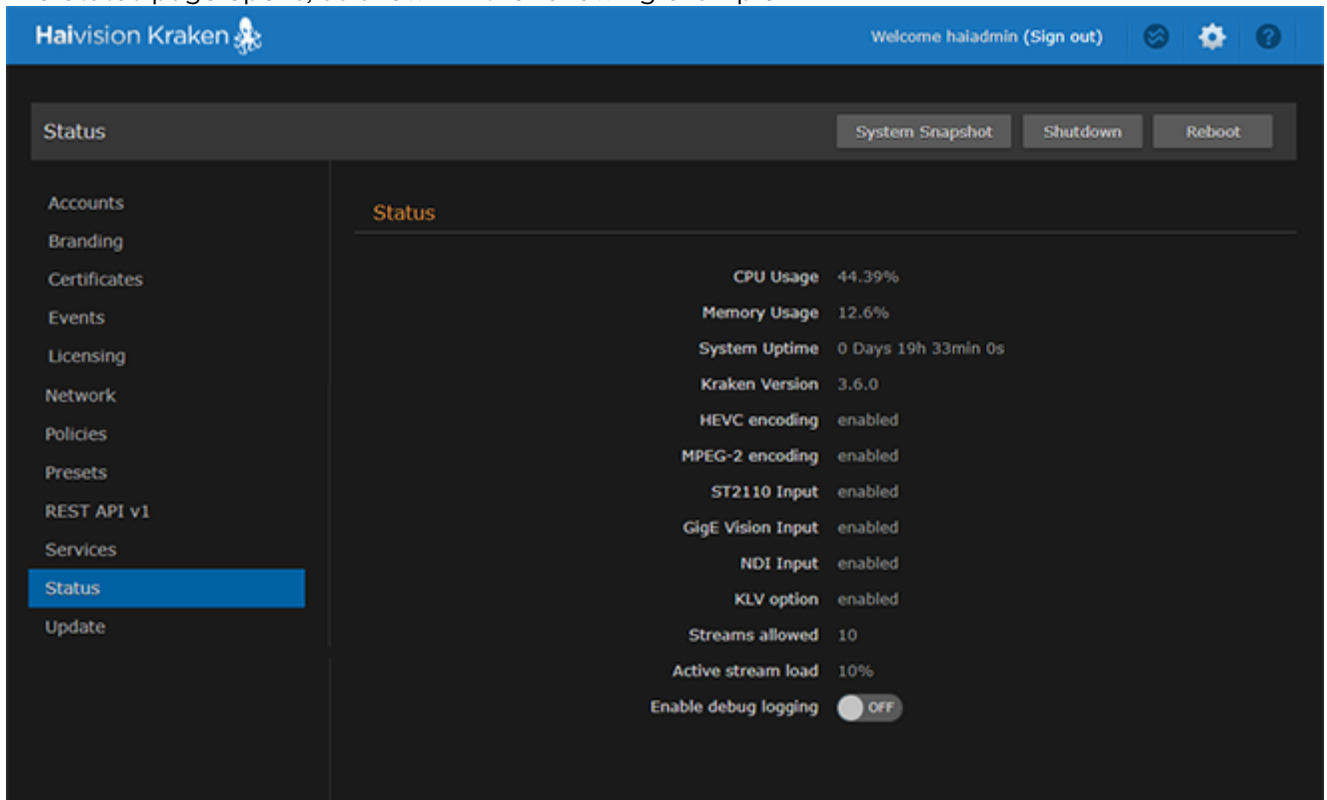 Haivision Kraken
Welcome haiadmin (Sign out)
Status
System Snapshot
Shutdown
Reboot
Accounts
Branding
Certificates
Events
Licensing
Network
Policies
Presets
REST API v1
Services
Status
Update
Status
CPU Usage 44.39%
Memory Usage 12.6%
System Uptime 0 Days 19h 33min 0s
Kraken Version 3.6.0
HEVC encoding enabled
MPEG-2 encoding enabled
ST2110 Input enabled
GigE Vision Input enabled
NDI Input enabled
KLV option enabled
Streams allowed 10
Active stream load 10%
Enable debug logging OFF